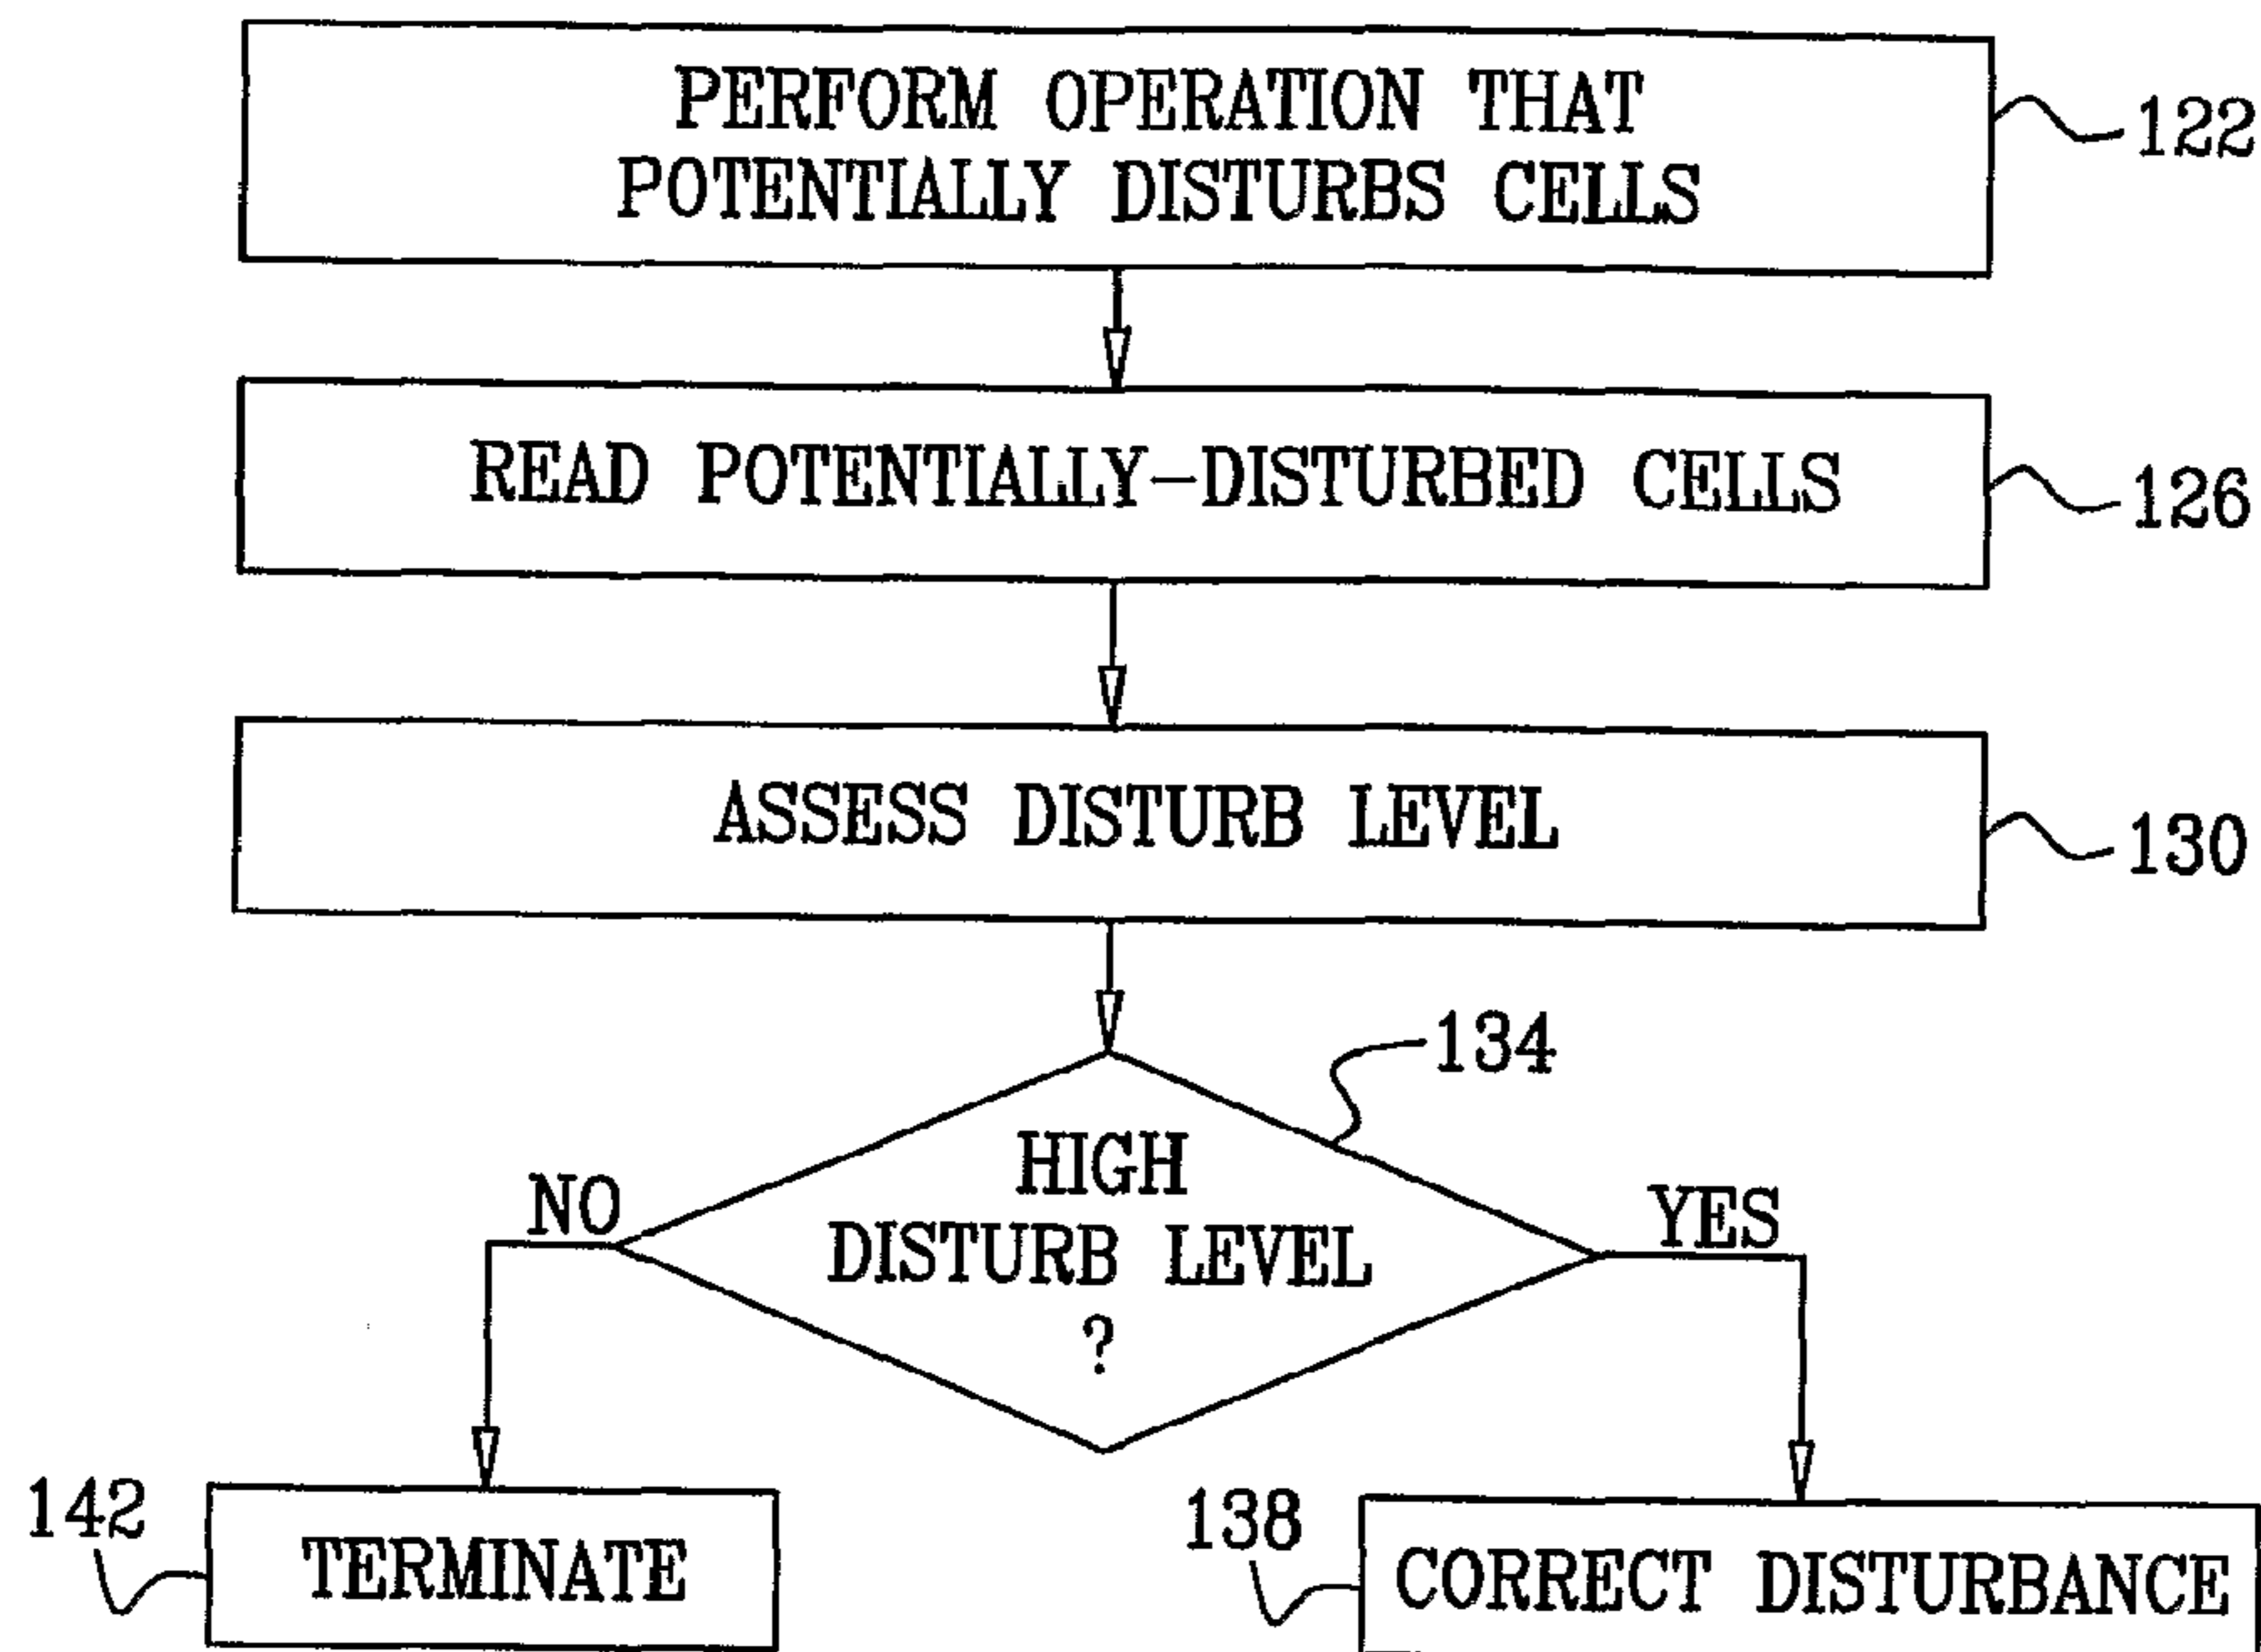 PERFORM OPERATION THAT
POTENTIALLY DISTURBS CELLS
122
READ POTENTIALLY-DISTURBED CELLS
126
ASSESS DISTURB LEVEL
130
134
HIGH
DISTURB LEVEL
?
NO
YES
142
TERMINATE
138
CORRECT DISTURBANCE